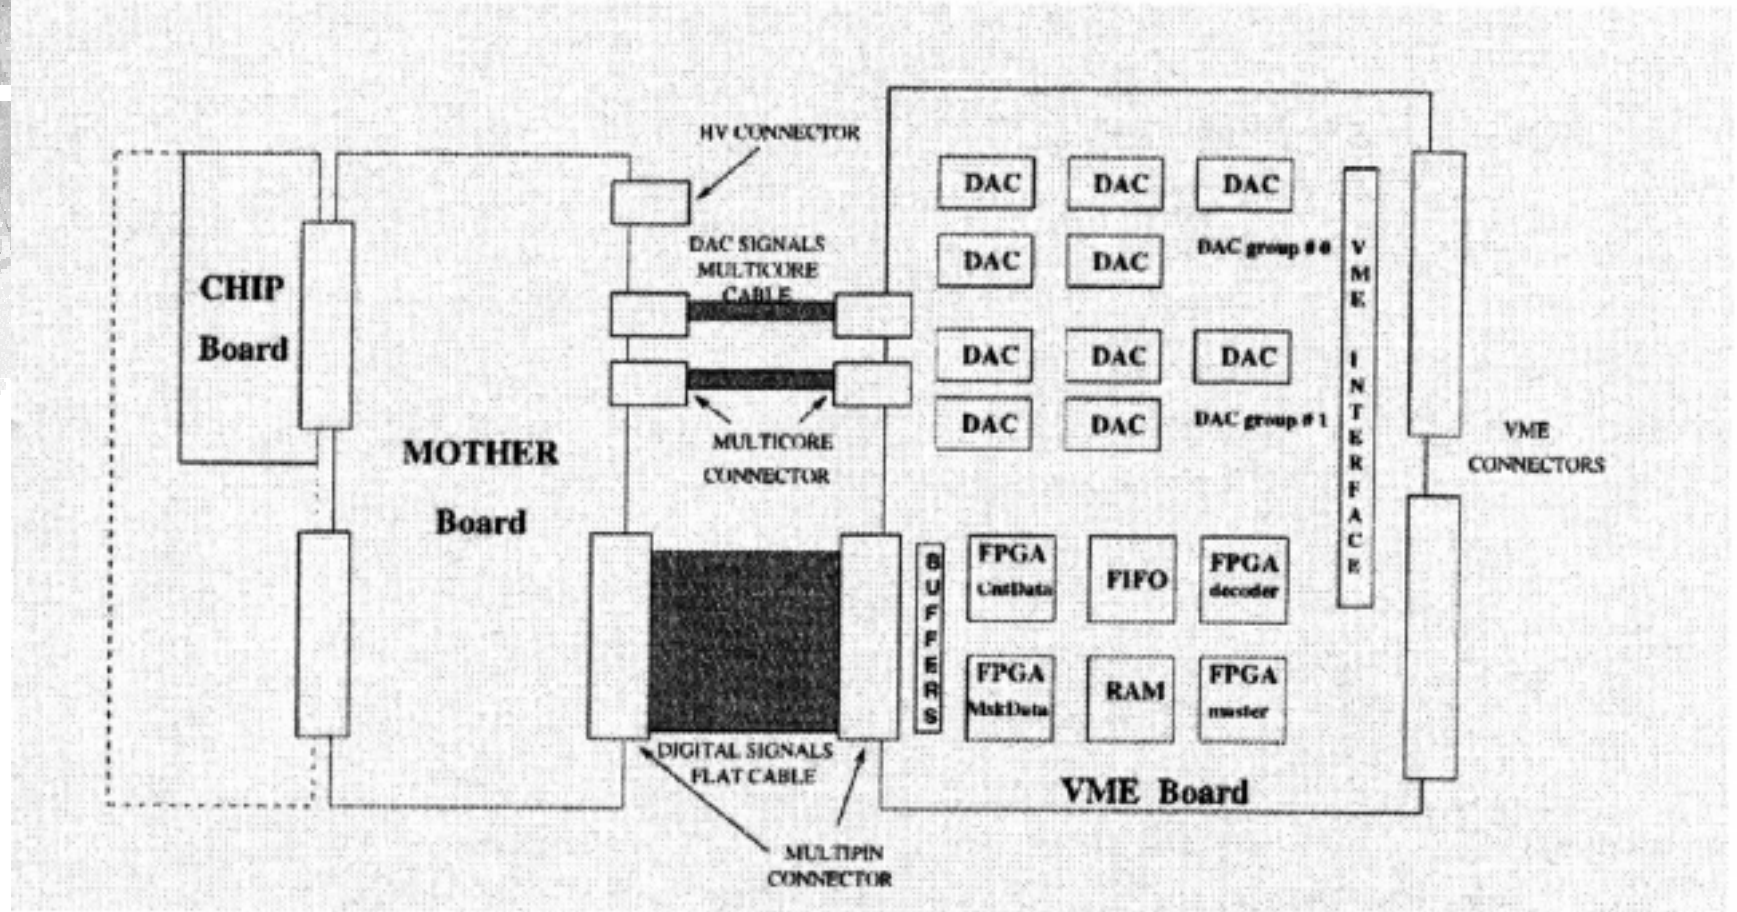 HV CONNECTOR
DAC SIGNALS
MULTICORE
CABLE
CHIP
Board
MOTHER
Board
MULTICORE
CONNECTOR
DIGITAL SIGNALS
FLAT CABLE
MULTIPIN
CONNECTOR
DAC DAC DAC
DAC DAC DAC group # 0
DAC DAC DAC
DAC DAC DAC group # 1
VME INTERFACE
VME
CONNECTORS
BUFFERS
FPGA
CntData
FIFO
FPGA
decoder
FPGA
MskData
RAM
FPGA
master
VME Board